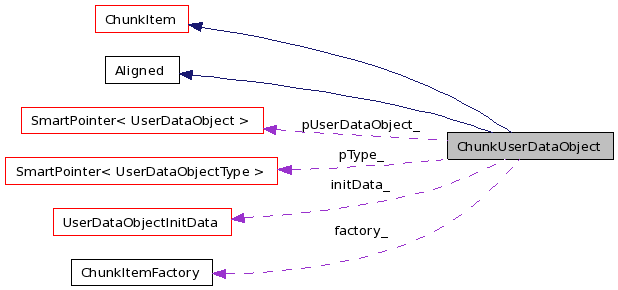 ChunkItem
Aligned
SmartPointer< UserDataObject >
pUserDataObject_
ChunkUserDataObject
pType_
SmartPointer< UserDataObjectType >
initData_
UserDataObjectInitData
factory_
ChunkItemFactory